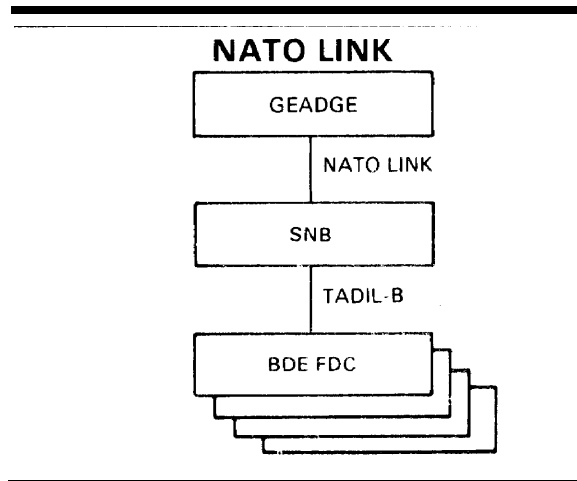 NATO LINK
GEADGE
NATO LINK
SNB
TADIL-B
BDE FDC